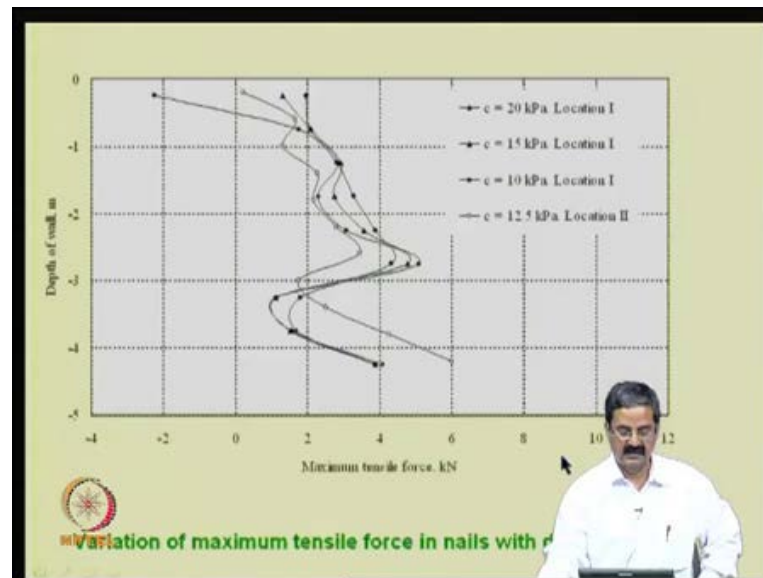 0
-1
-2
-3
-4
-5
Depth of wall, m
c = 20 kPa. Location I
c = 15 kPa. Location I
c = 10 kPa. Location I
c = 12.5 kPa. Location II
-4 -2 0 2 4 6 8 10 12
Maximum tensile force. kN
Variation of maximum tensile force in nails with d